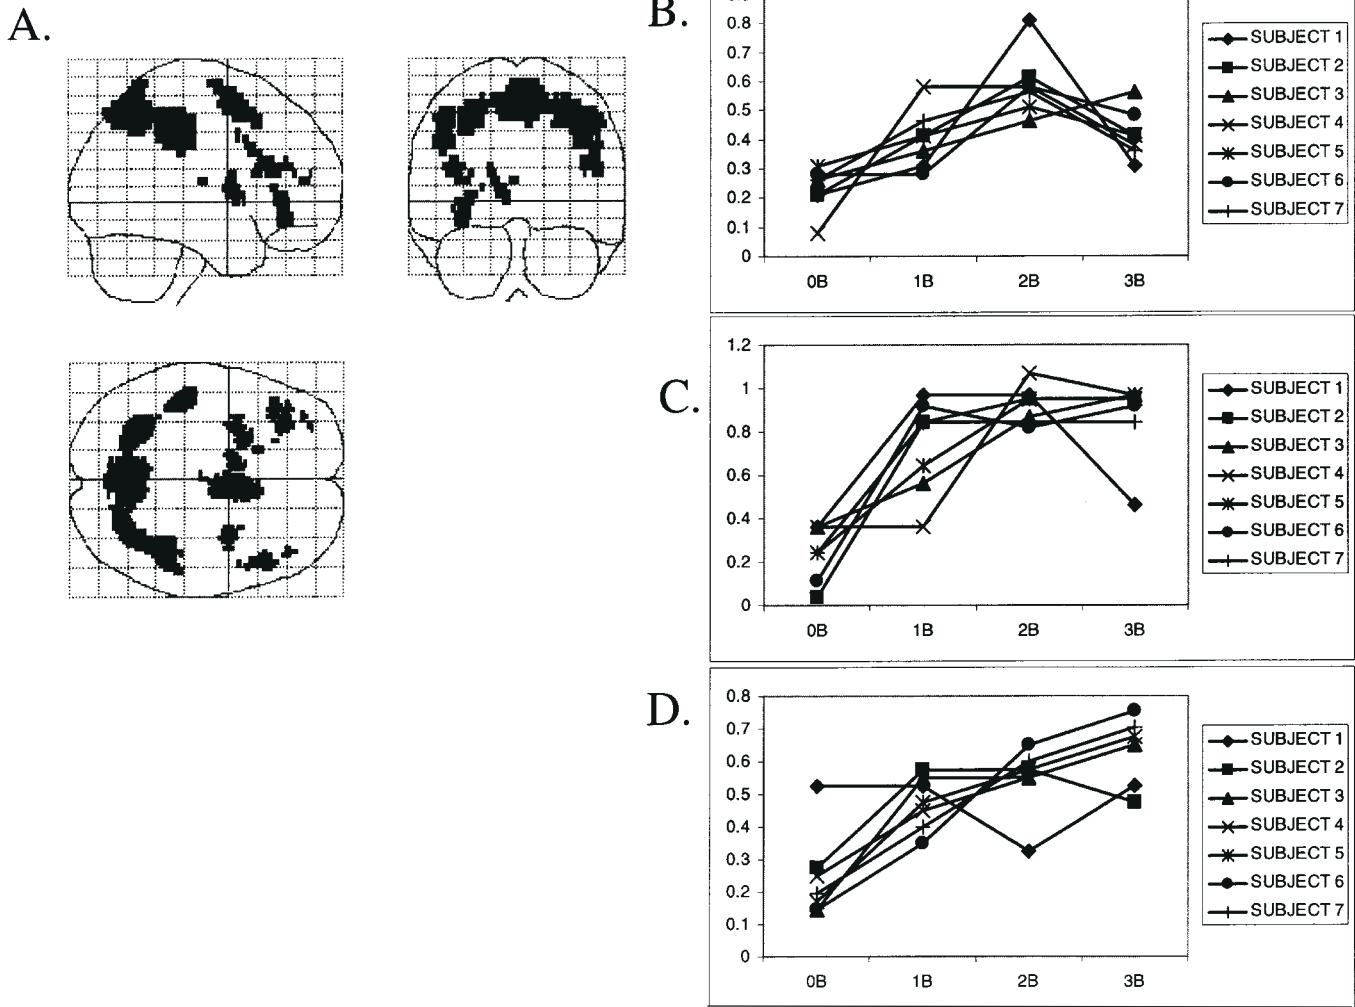 A.
B.
0.8
0.7
0.6
0.5
0.4
0.3
0.2
0.1
0
0B 1B 2B 3B
SUBJECT 1
SUBJECT 2
SUBJECT 3
SUBJECT 4
SUBJECT 5
SUBJECT 6
SUBJECT 7
C.
1.2
1
0.8
0.6
0.4
0.2
0
0B 1B 2B 3B
SUBJECT 1
SUBJECT 2
SUBJECT 3
SUBJECT 4
SUBJECT 5
SUBJECT 6
SUBJECT 7
D.
0.8
0.7
0.6
0.5
0.4
0.3
0.2
0.1
0
0B 1B 2B 3B
SUBJECT 1
SUBJECT 2
SUBJECT 3
SUBJECT 4
SUBJECT 5
SUBJECT 6
SUBJECT 7